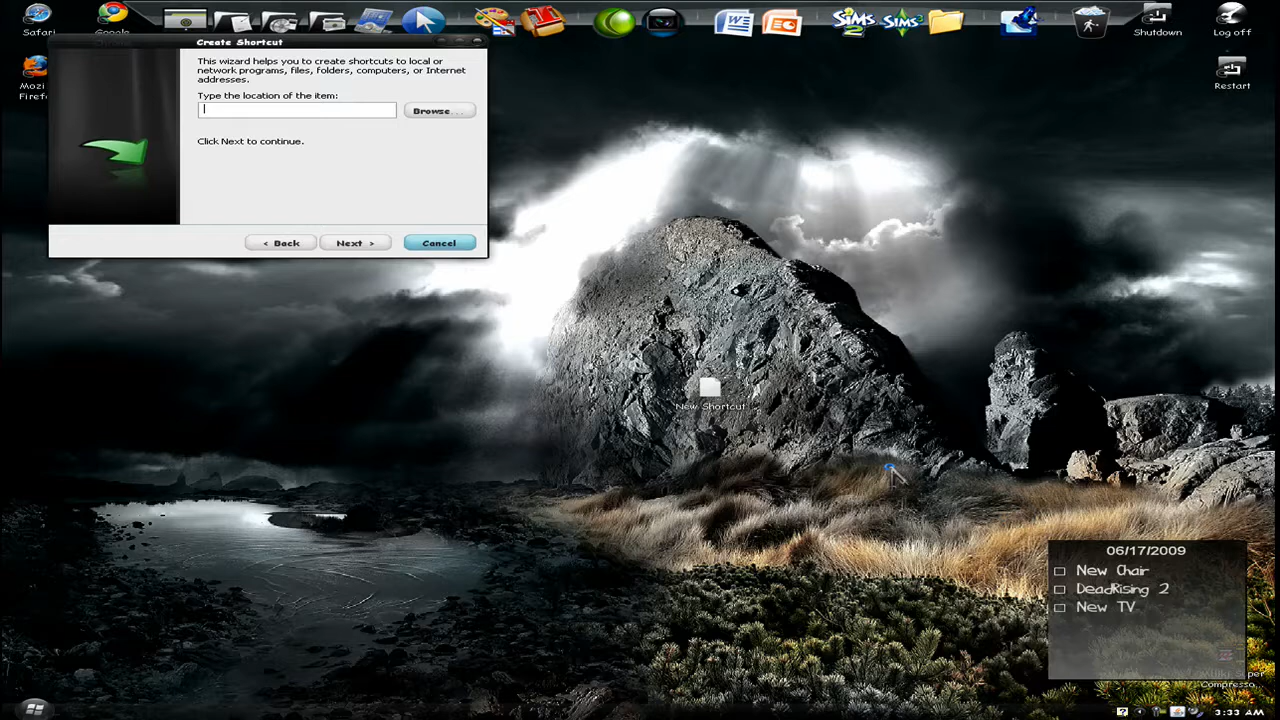 Safari
Google
Shutdown
Log off
Create Shortcut
This wizard helps you to create shortcuts to local or
network programs, files, folders, computers, or Internet
addresses.
Type the location of the item:
Browse...
Click Next to continue.
< Back
Next >
Cancel
Restart
New Shortcut
06/17/2009
New Chair
DeadRising 2
New TV
3:33 AM